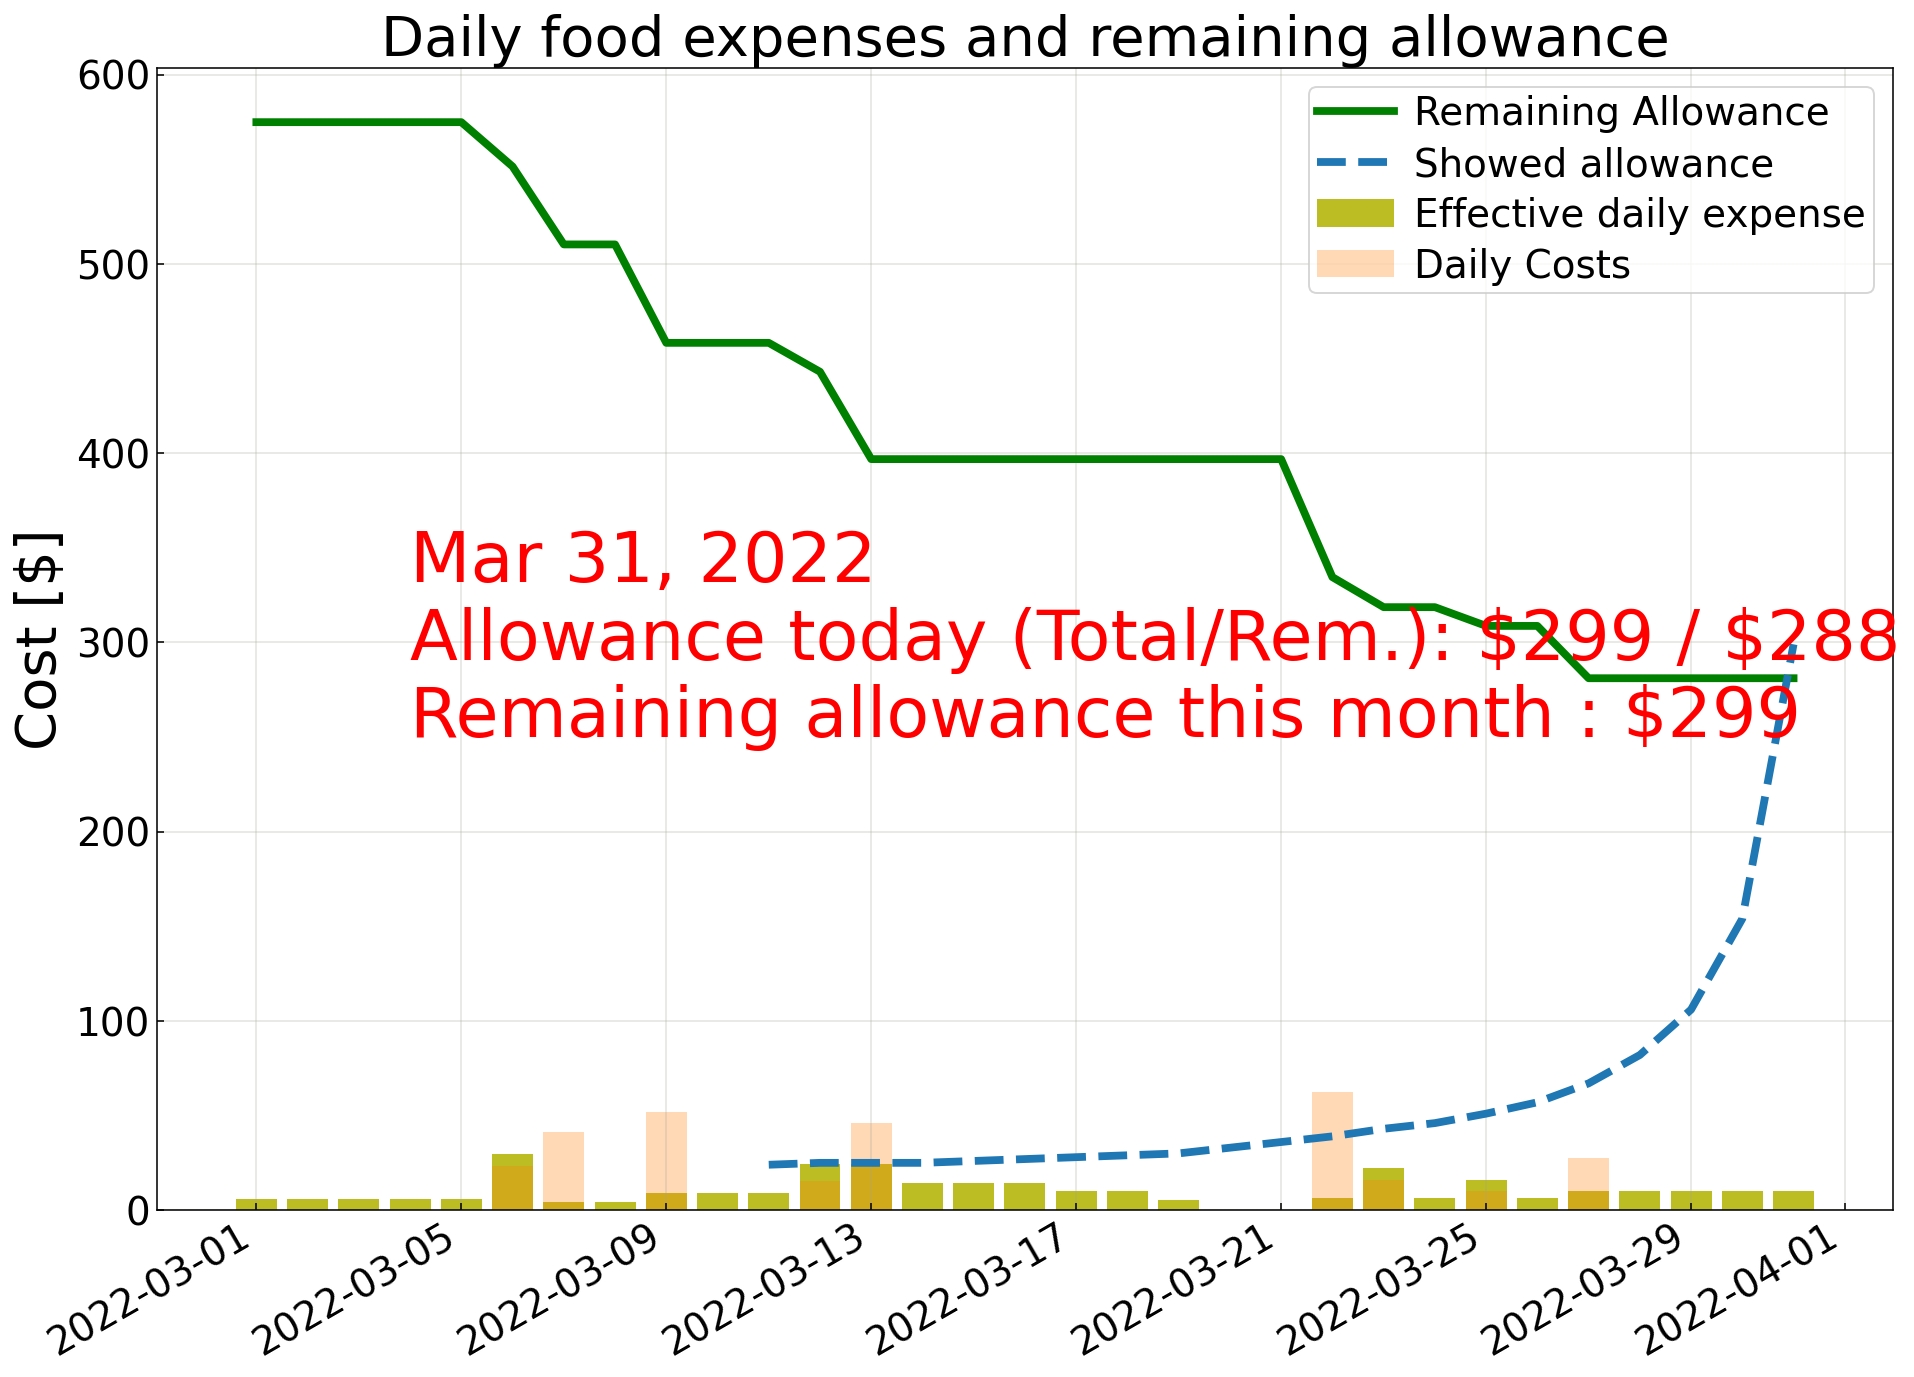 Daily food expenses and remaining allowance
Cost [$]
600
500
400
300
200
100
0
Remaining Allowance
Showed allowance
Effective daily expense
Daily Costs
Mar 31, 2022
Allowance today (Total/Rem.): $299 / $288
Remaining allowance this month : $299
2022-03-01
2022-03-05
2022-03-09
2022-03-13
2022-03-17
2022-03-21
2022-03-25
2022-03-29
2022-04-01